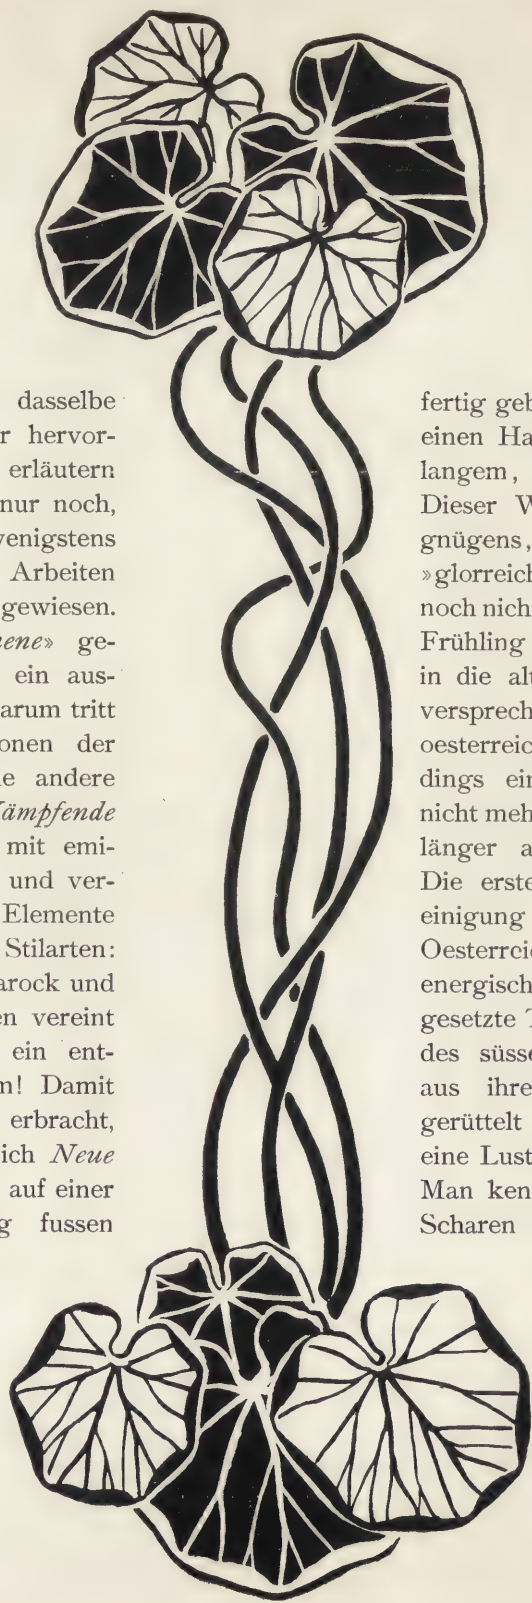 dasselbe
r hervor-
erläutern
nur noch,
wenigstens
Arbeiten
gewiesen.
ene» ge-
ein aus-
arum tritt
onen der
e andere
Kämpfende
mit emi-
und ver-
Elemente
Stilarten:
arock und
en vereint
ein ent-
m! Damit
erbracht,
ich Neue
auf einer
g fussen
fertig geb
einen Ha
langem,
Dieser W
gnügens,
»glorreich
noch nich
Frühling
in die alt
versprech
oesterreic
dings ein
nicht meh
länger a
Die erste
einigung
Oesterreic
energisch
gesetzte T
des süsse
aus ihre
gerüttelt
eine Lust
Man ken
Scharen